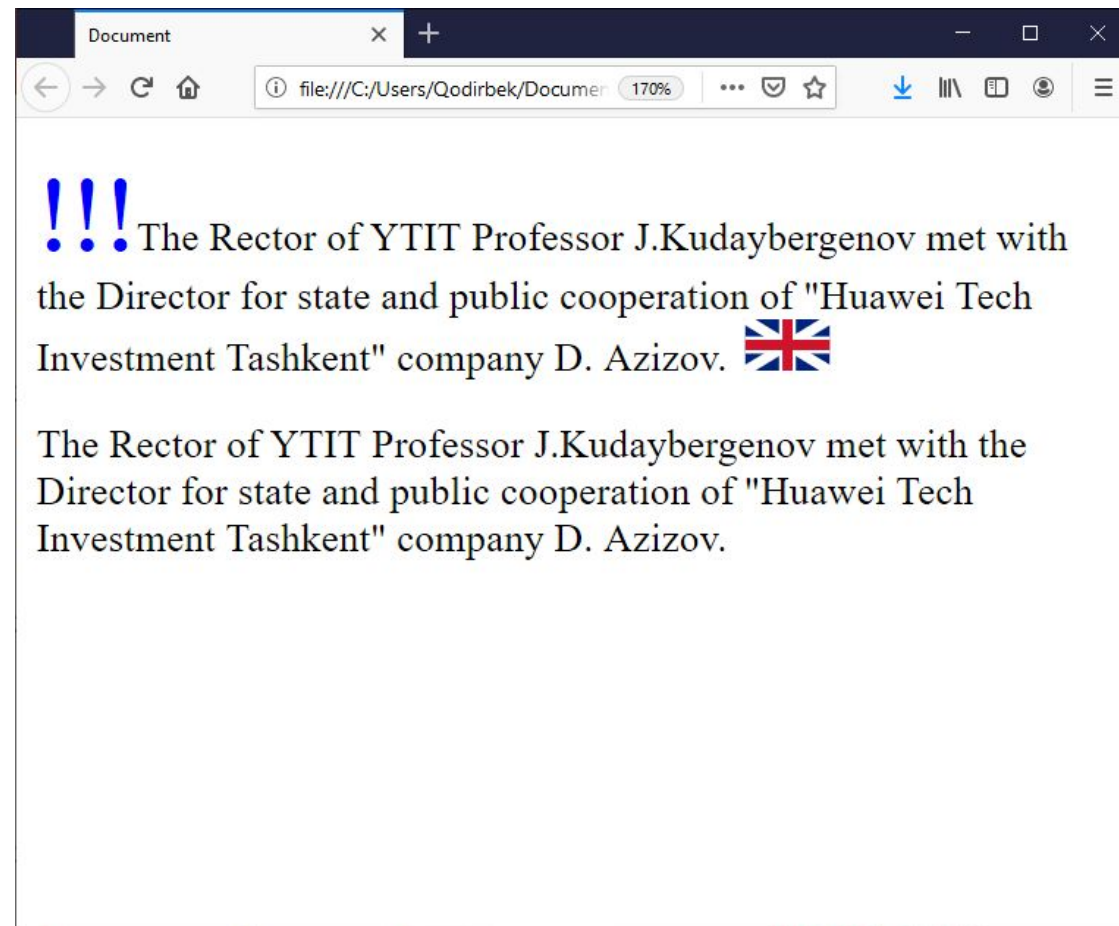 Document
file:///C:/Users/Qodirbek/Documen 170%
!!!The Rector of YTIT Professor J.Kudaybergenov met with
the Director for state and public cooperation of "Huawei Tech
Investment Tashkent" company D. Azizov.
The Rector of YTIT Professor J.Kudaybergenov met with the
Director for state and public cooperation of "Huawei Tech
Investment Tashkent" company D. Azizov.